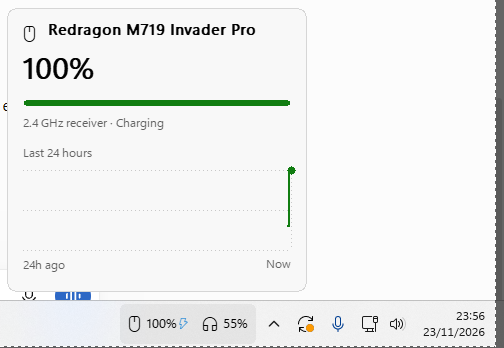 Redragon M719 Invader Pro
100%
2.4 GHz receiver · Charging
Last 24 hours
24h ago Now
100% 55% 23:56
23/11/2026